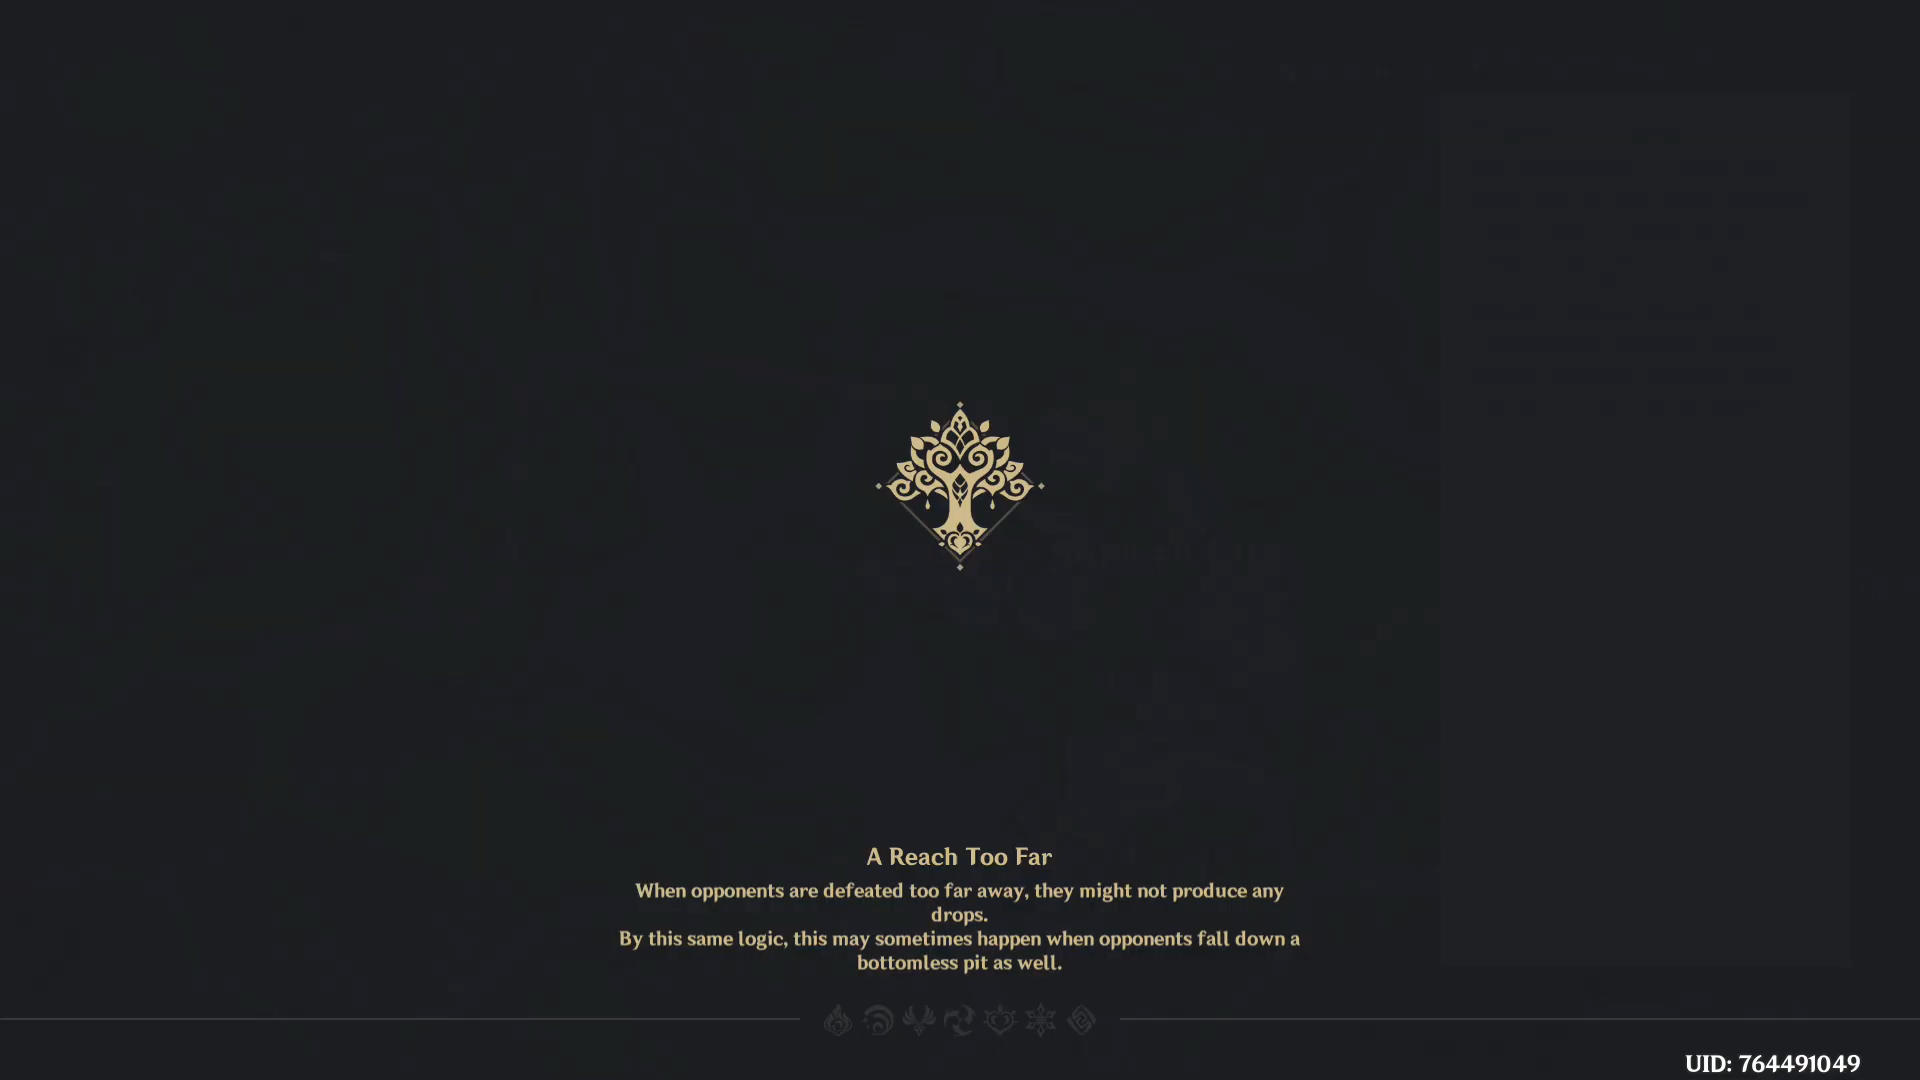 A Reach Too Far
When opponents are defeated too far away, they might not produce any
drops.
By this same logic, this may sometimes happen when opponents fall down a
bottomless pit as well.
UID: 764491049